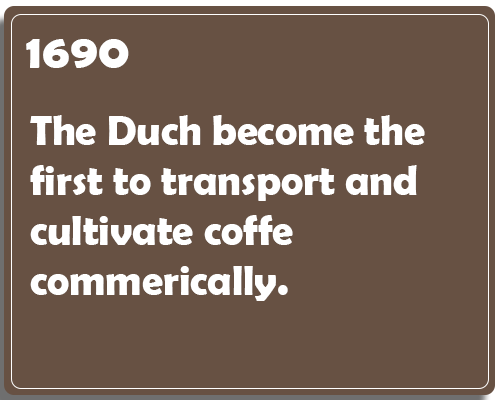 1690
The Duch become the
first to transport and
cultivate coffe
commerically.